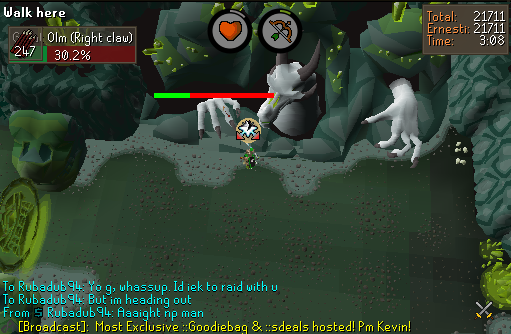 Walk here
Total: 21711
Olm (Right claw)
Ernesti: 21711
247 30.2%
Time: 3:08
To Rubadub94: Yo g, whassup. Id iek to raid with u
To Rubadub94: But im heading out
From S Rubadub94: Aaaight np man
[Broadcast]: Most Exclusive ::Goodiebag & ::sdeals hosted! Pm Kevin!